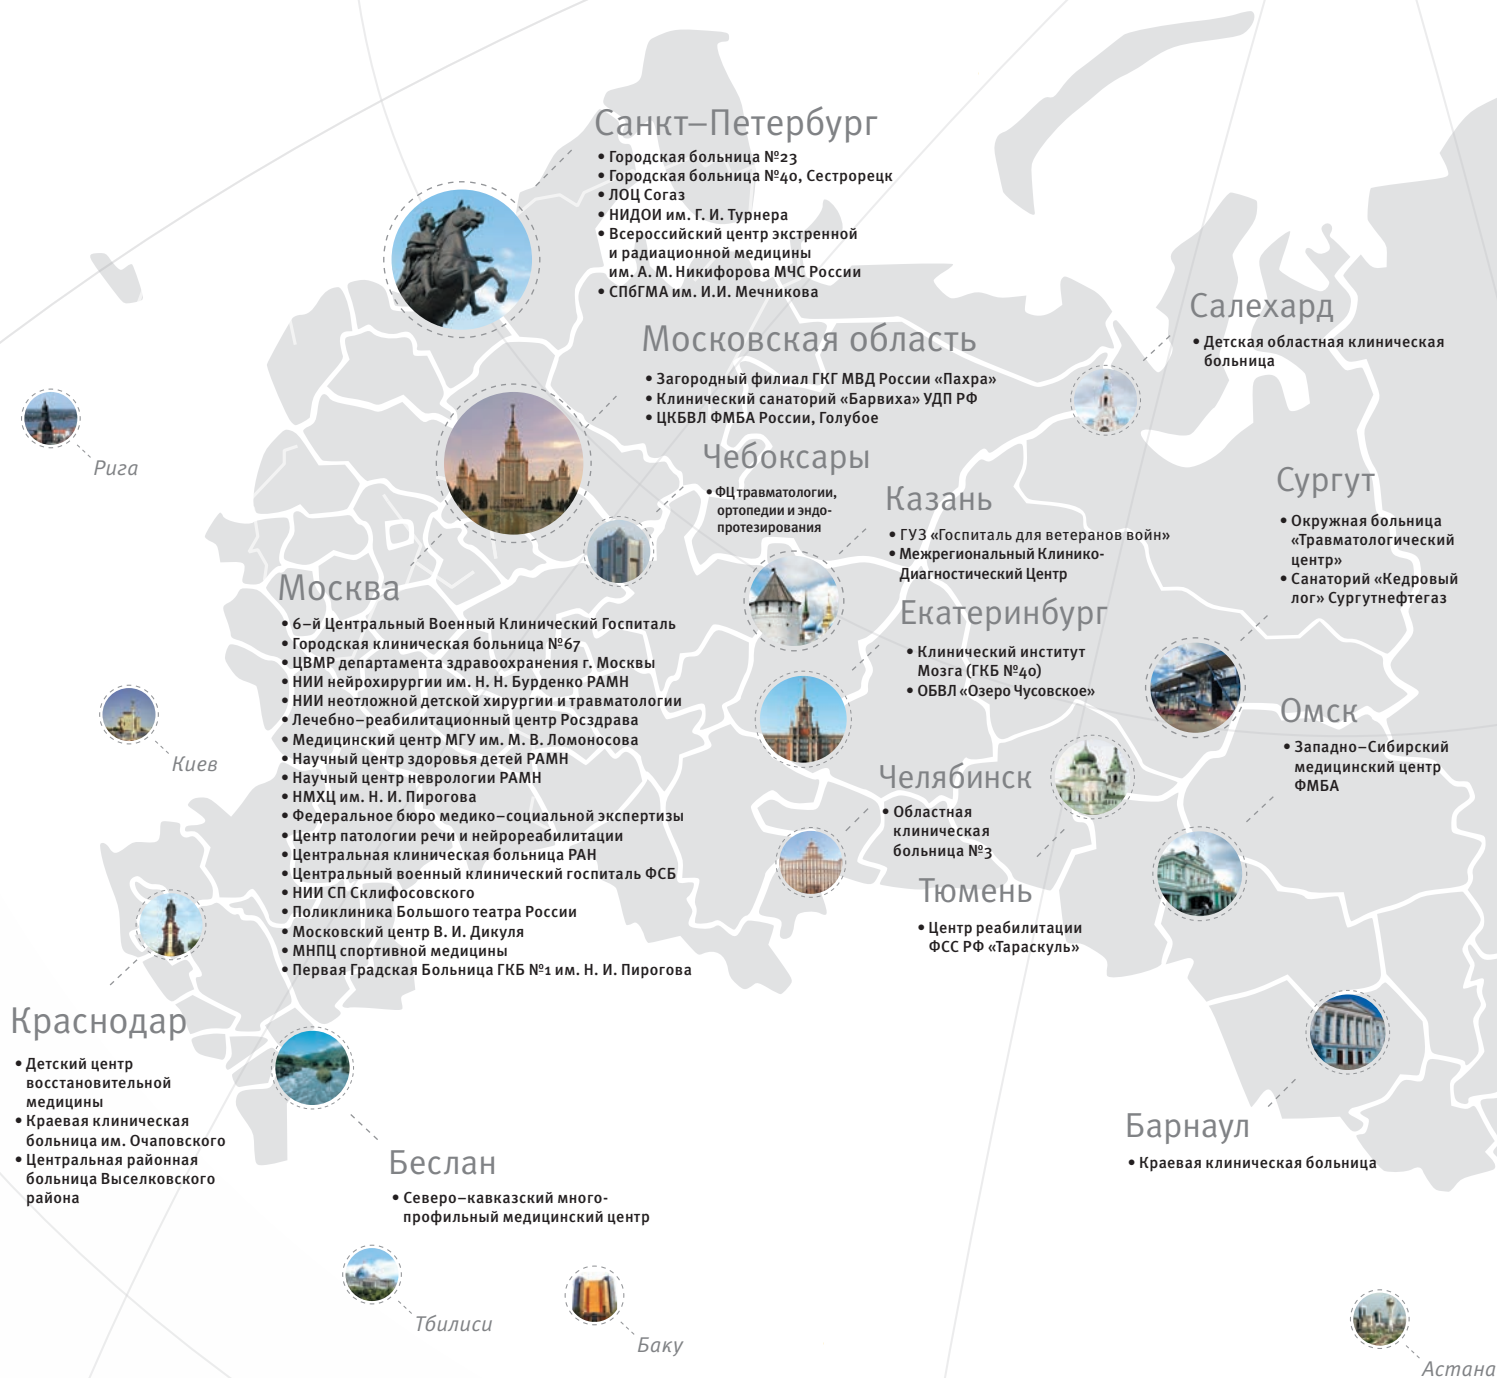 Санкт–Петербург
• Городская больница №23
• Городская больница №40, Сестрорецк
• ЛОЦ Согаз
• НИДОИ им. Г. И. Турнера
• Всероссийский центр экстренной
и радиационной медицины
им. А. М. Никифорова МЧС России
• СПбГМА им. И.И. Мечникова
Московская область
• Загородный филиал ГКГ МВД России «Пахра»
• Клинический санаторий «Барвиха» УДП РФ
• ЦКБВЛ ФМБА России, Голубое
Салехард
• Детская областная клиническая
больница
Рига
Чебоксары
• ФЦ травматологии,
ортопедии и эндо-
протезирования
Казань
• ГУЗ «Госпиталь для ветеранов войн»
• Межрегиональный Клинико-
Диагностический Центр
Сургут
• Окружная больница
«Травматологический
центр»
• Санаторий «Кедровый
лог» Сургутнефтегаз
Москва
• 6–й Центральный Военный Клинический Госпиталь
• Городская клиническая больница №67
• ЦВМР департамента здравоохранения г. Москвы
• НИИ нейрохирургии им. Н. Н. Бурденко РАМН
• НИИ неотложной детской хирургии и травматологии
• Лечебно–реабилитационный центр Росздрава
• Медицинский центр МГУ им. М. В. Ломоносова
• Научный центр здоровья детей РАМН
• Научный центр неврологии РАМН
• НМХЦ им. Н. И. Пирогова
• Федеральное бюро медико–социальной экспертизы
• Центр патологии речи и нейрореабилитации
• Центральная клиническая больница РАН
• Центральный военный клинический госпиталь ФСБ
• НИИ СП Склифосовского
• Поликлиника Большого театра России
• Московский центр В. И. Дикуля
• МНПЦ спортивной медицины
• Первая Градская Больница ГКБ №1 им. Н. И. Пирогова
Екатеринбург
• Клинический институт
Мозга (ГКБ №40)
• ОБВЛ «Озеро Чусовское»
Омск
• Западно–Сибирский
медицинский центр
ФМБА
Киев
Челябинск
• Областная
клиническая
больница №3
Тюмень
• Центр реабилитации
ФСС РФ «Тараскуль»
Краснодар
• Детский центр
восстановительной
медицины
• Краевая клиническая
больница им. Очаповского
• Центральная районная
больница Выселковского
района
Беслан
• Северо–кавказский много-
профильный медицинский центр
Барнаул
• Краевая клиническая больница
Тбилиси
Баку
Астана